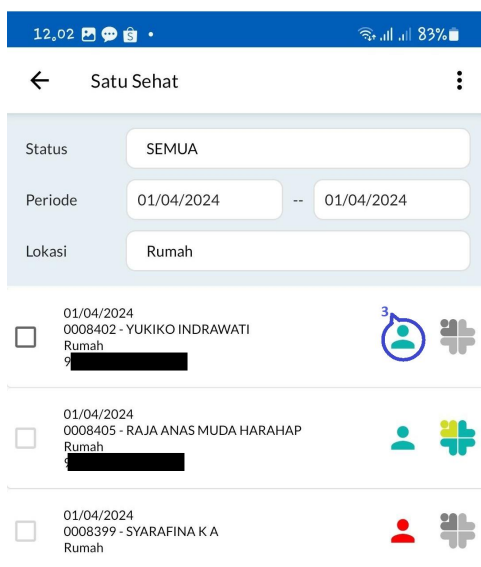 12.02 83%
Satu Sehat
Status SEMUA
Periode 01/04/2024 -- 01/04/2024
Lokasi Rumah
01/04/2024
0008402 - YUKIKO INDRAWATI
Rumah
9
3
01/04/2024
0008405 - RAJA ANAS MUDA HARAHAP
Rumah
9
01/04/2024
0008399 - SYARAFINA K A
Rumah